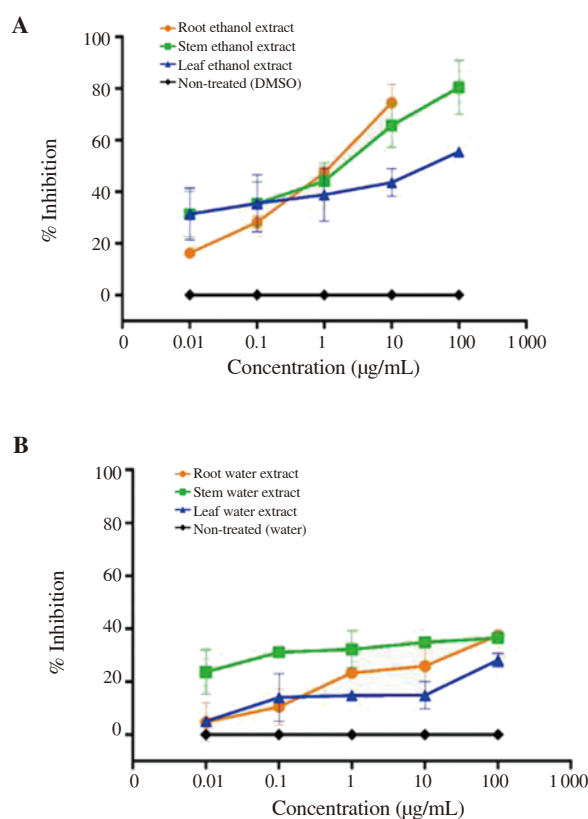 A
Root ethanol extract
Stem ethanol extract
Leaf ethanol extract
Non-treated (DMSO)
100
80
60
40
20
0
% Inhibition
0 0.01 0.1 1 10 100 1 000
Concentration (µg/mL)
B
Root water extract
Stem water extract
Leaf water extract
Non-treated (water)
100
80
60
40
20
0
% Inhibition
0 0.01 0.1 1 10 100 1 000
Concentration (µg/mL)